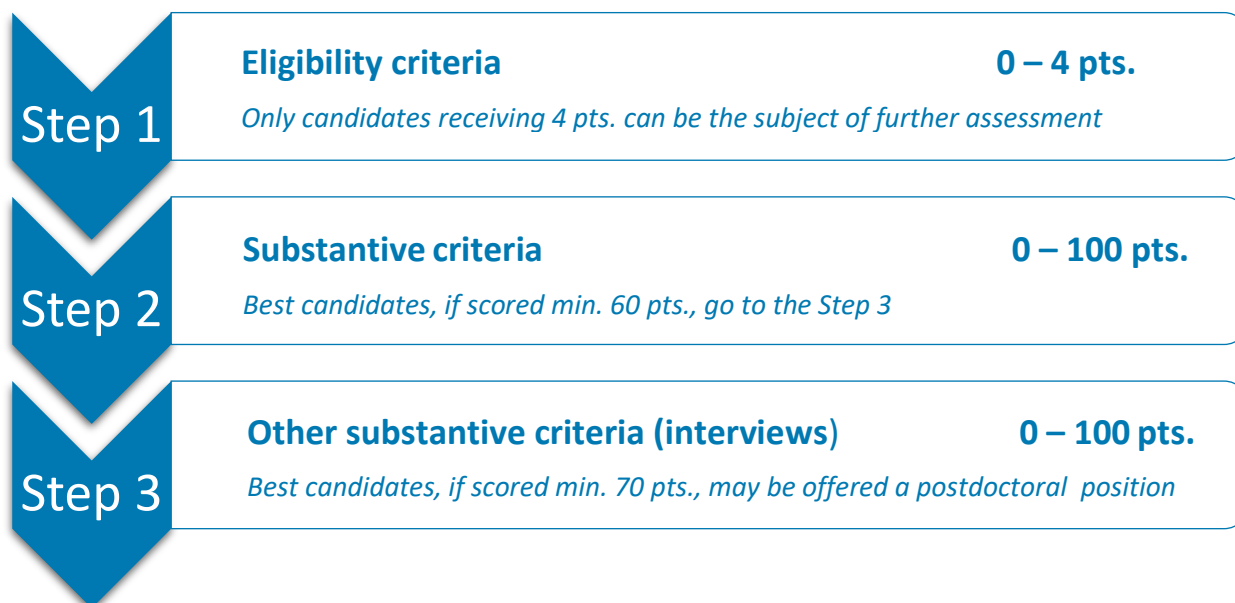 Step 1
Eligibility criteria 0 – 4 pts.
Only candidates receiving 4 pts. can be the subject of further assessment
Step 2
Substantive criteria 0 – 100 pts.
Best candidates, if scored min. 60 pts., go to the Step 3
Step 3
Other substantive criteria (interviews) 0 – 100 pts.
Best candidates, if scored min. 70 pts., may be offered a postdoctoral position